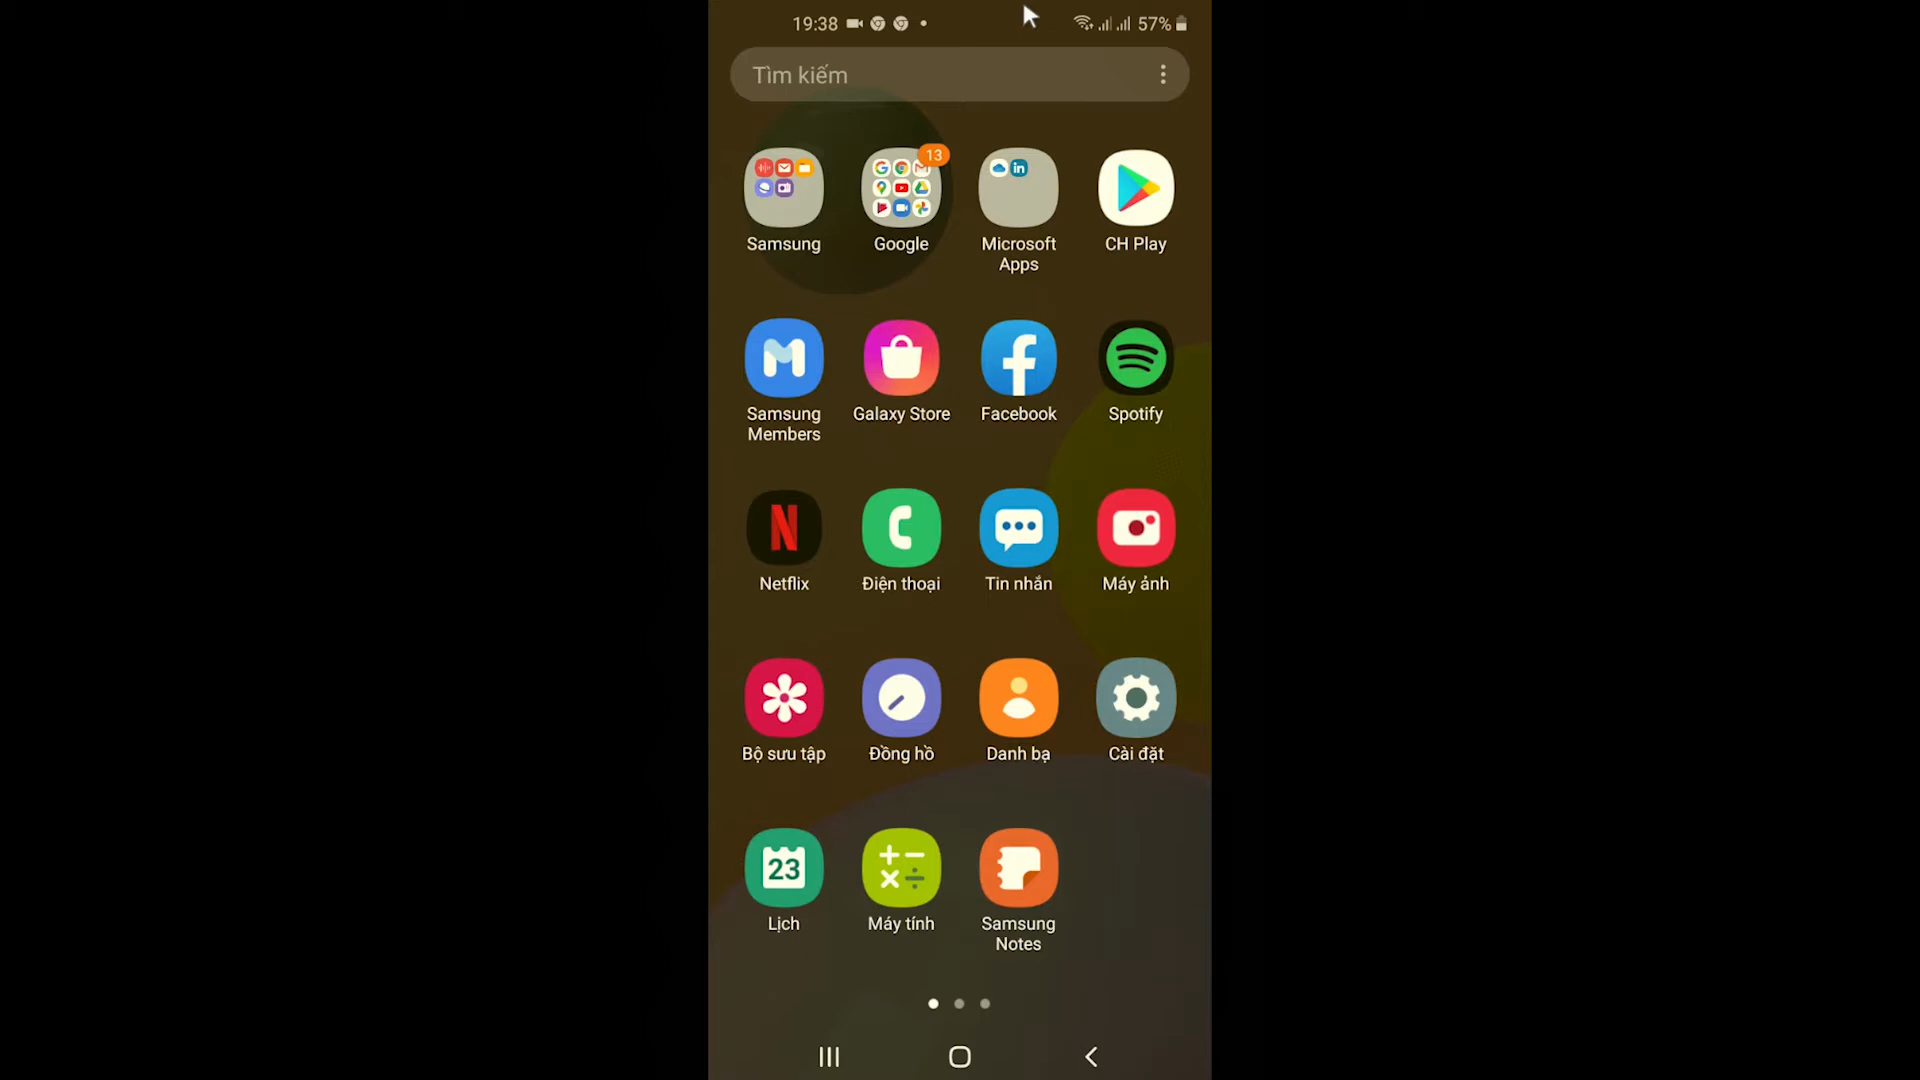 19:38
57%
Tìm kiếm
13
Samsung
Google
Microsoft
Apps
CH Play
Samsung
Members
Galaxy Store
Facebook
Spotify
Netflix
Điện thoại
Tin nhắn
Máy ảnh
Bộ sưu tập
Đồng hồ
Danh bạ
Cài đặt
23
Lịch
Máy tính
Samsung
Notes